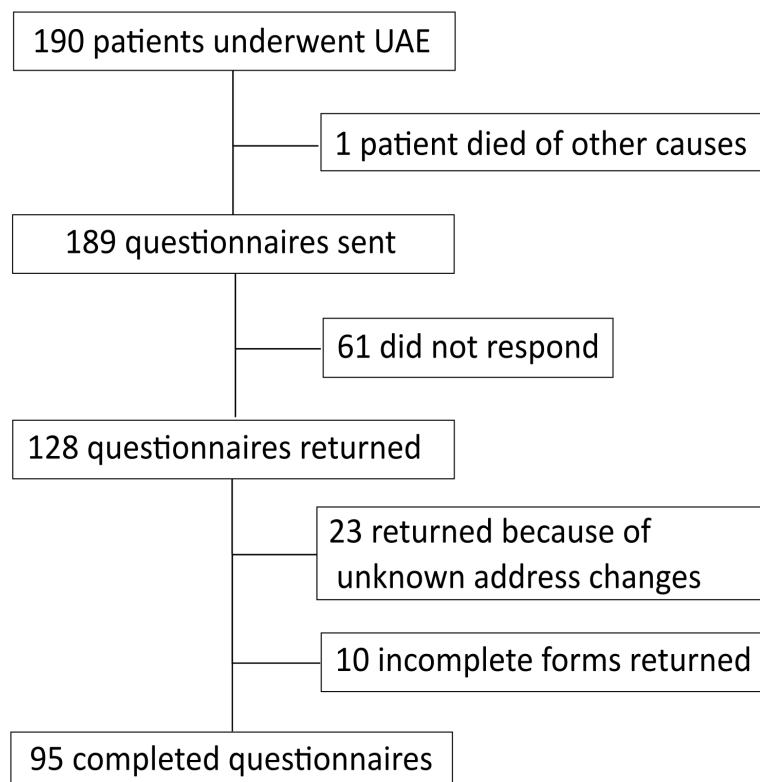 190 patients underwent UAE
1 patient died of other causes
189 questionnaires sent
61 did not respond
128 questionnaires returned
23 returned because of
unknown address changes
10 incomplete forms returned
95 completed questionnaires